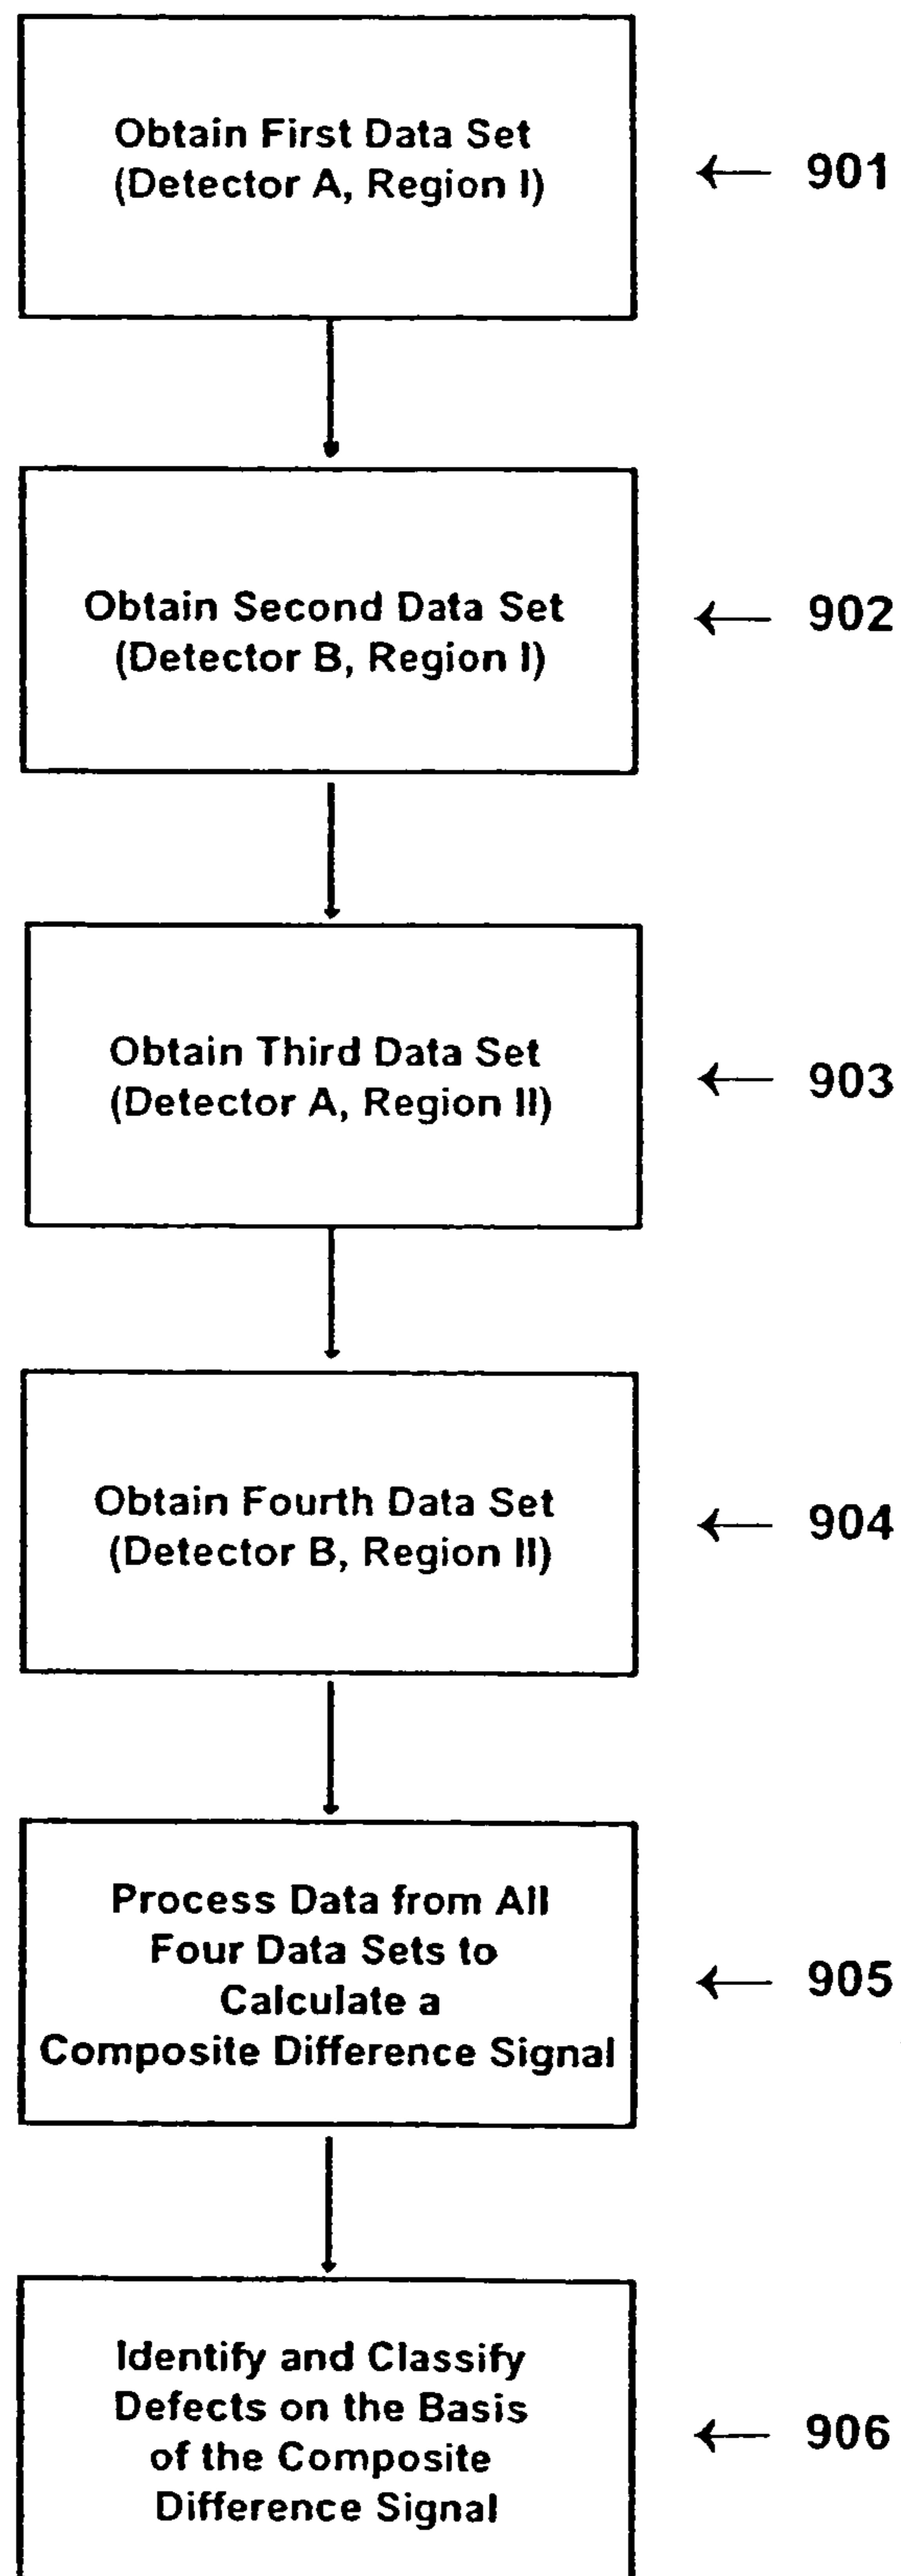 Obtain First Data Set
(Detector A, Region I)
901
Obtain Second Data Set
(Detector B, Region I)
902
Obtain Third Data Set
(Detector A, Region II)
903
Obtain Fourth Data Set
(Detector B, Region II)
904
Process Data from All
Four Data Sets to
Calculate a
Composite Difference Signal
905
Identify and Classify
Defects on the Basis
of the Composite
Difference Signal
906